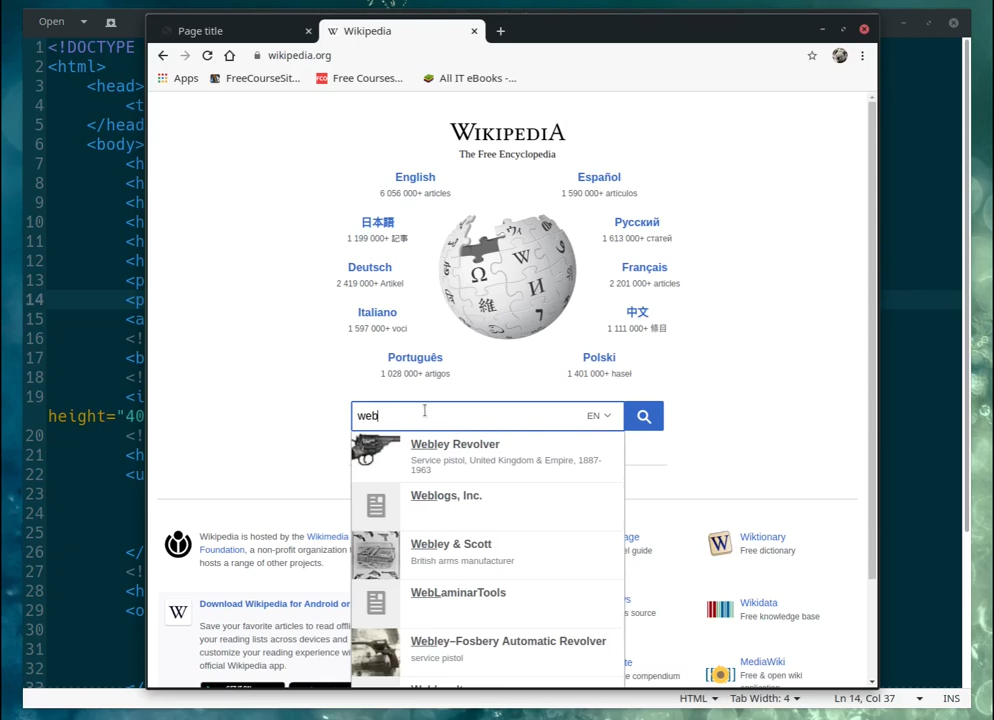 Open
Page title
Wikipedia
wikipedia.org
Apps
FreeCourseSit...
Free Courses...
All IT eBooks -...
1 <!DOCTYPE
2 <html>
3 <head>
4 <t
5 </head
6 <body>
7 <h
8 <h
9 <h
10 <h
11 <h
12 <h
13 <p
14 <p
15 <a
16 <!
17 <b
18 <!
19 <i
height="40
20 <!
21 <h
22 <u
23
24
25
26 </
27 <!
28 <h
29 <o
30
31
32
33 </
WIKIPEDIA
The Free Encyclopedia
English
6 056 000+ articles
Español
1 590 000+ artículos
日本語
1 199 000+ 記事
Русский
1 613 000+ статей
Deutsch
2 419 000+ Artikel
Français
2 201 000+ articles
Italiano
1 597 000+ voci
中文
1 111 000+ 條目
Português
1 028 000+ artigos
Polski
1 401 000+ haseł
web
EN
Webley Revolver
Service pistol, United Kingdom & Empire, 1887-
1963
Weblogs, Inc.
Webley & Scott
British arms manufacturer
WebLaminarTools
Webley–Fosbery Automatic Revolver
service pistol
Wikipedia is hosted by the Wikimedia
Foundation, a non-profit organization
hosts a range of other projects.
Download Wikipedia for Android or
Save your favorite articles to read offli
your reading lists across devices and
customize your reading experience wi
official Wikipedia app.
age
el guide
Wiktionary
Free dictionary
s
s source
Wikidata
Free knowledge base
te
e compendium
MediaWiki
Free & open wiki
application
HTML
Tab Width: 4
Ln 14, Col 37
INS